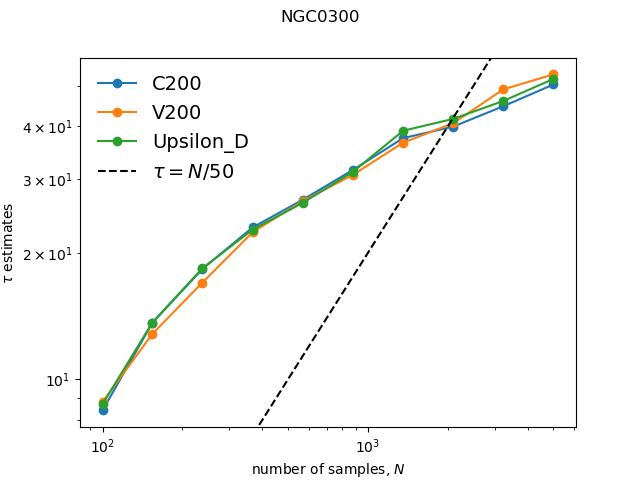 NGC0300
C200
V200
Upsilon_D
τ = N/50
4 × 10¹
3 × 10¹
2 × 10¹
10¹
τ estimates
10² 10³
number of samples, N